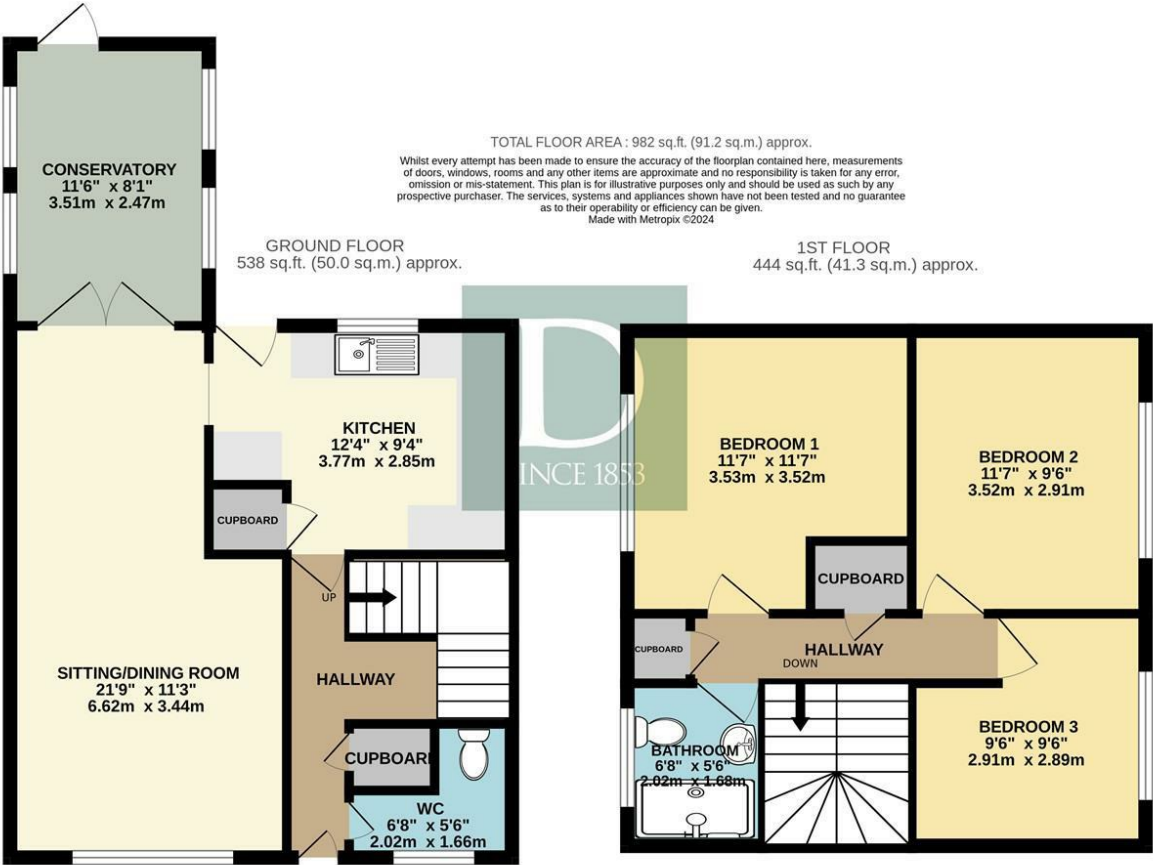 TOTAL FLOOR AREA : 982 sq.ft. (91.2 sq.m.) approx.
Whilst every attempt has been made to ensure the accuracy of the floorplan contained here, measurements
of doors, windows, rooms and any other items are approximate and no responsibility is taken for any error,
omission or mis-statement. This plan is for illustrative purposes only and should be used as such by any
prospective purchaser. The services, systems and appliances shown have not been tested and no guarantee
as to their operability or efficiency can be given.
Made with Metropix ©2024
GROUND FLOOR
538 sq.ft. (50.0 sq.m.) approx.
CONSERVATORY
11'6" x 8'1"
3.51m x 2.47m
KITCHEN
12'4" x 9'4"
3.77m x 2.85m
CUPBOARD
UP
SITTING/DINING ROOM
21'9" x 11'3"
6.62m x 3.44m
HALLWAY
CUPBOARD
WC
6'8" x 5'6"
2.02m x 1.66m
D
INCE 1853
1ST FLOOR
444 sq.ft. (41.3 sq.m.) approx.
BEDROOM 1
11'7" x 11'7"
3.53m x 3.52m
BEDROOM 2
11'7" x 9'6"
3.52m x 2.91m
CUPBOARD
CUPBOARD
HALLWAY
DOWN
BATHROOM
6'8" x 5'6"
2.02m x 1.68m
BEDROOM 3
9'6" x 9'6"
2.91m x 2.89m